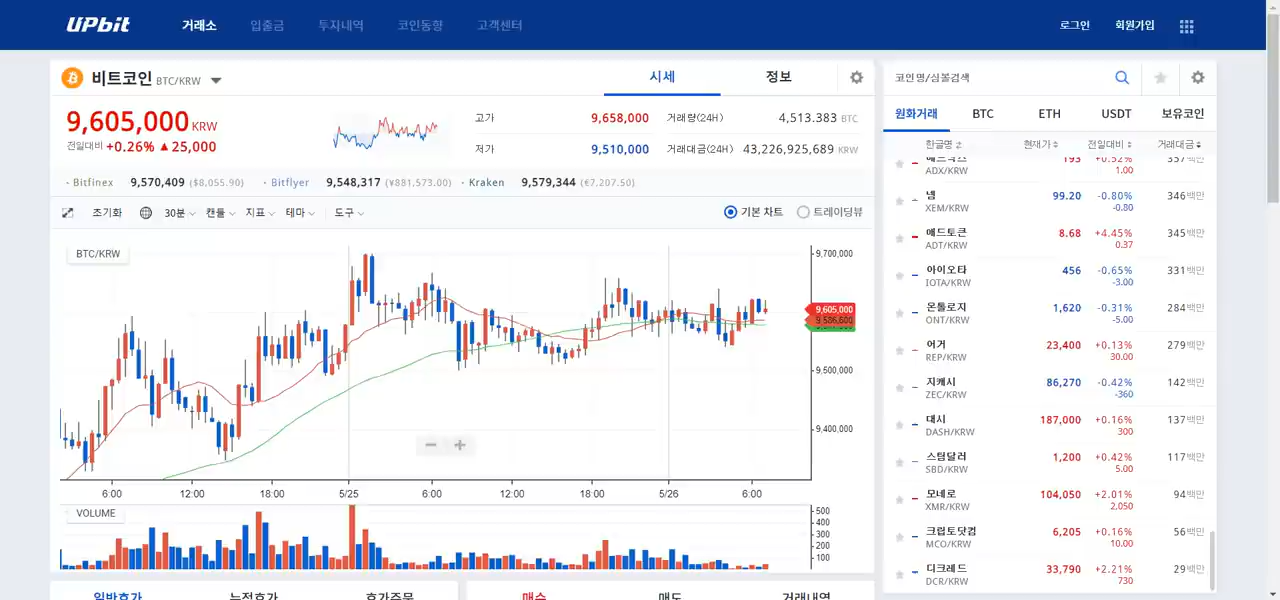 UPbit 거래소 입출금 투자내역 코인동향 고객센터 로그인 회원가입
비트코인 BTC/KRW 시세 정보
9,605,000 KRW
전일대비 +0.26% ▲ 25,000
고가 9,658,000 거래량(24H) 4,513.383 BTC
저가 9,510,000 거래대금(24H) 43,226,925,689 KRW
· Bitfinex 9,570,409 ($8,055.90) · Bitflyer 9,548,317 (¥881,573.00) · Kraken 9,579,344 (€7,207.50)
초기화 30분 캔들 지표 테마 도구 기본 차트 트레이딩뷰
BTC/KRW
9,700,000
9,605,000
9,586,600
9,500,000
9,400,000
6:00 12:00 18:00 5/25 6:00 12:00 18:00 5/26 6:00
VOLUME
500
400
300
200
100
일반호가 누적호가 호가주문 매수 매도 거래내역
코인명/심볼검색
원화거래 BTC ETH USDT 보유코인
한글명 현재가 전일대비 거래대금
193 +0.52% 357백만
ADX/KRW 1.00
넴 99.20 -0.80% 346백만
XEM/KRW -0.80
에드토큰 8.68 +4.45% 345백만
ADT/KRW 0.37
아이오타 456 -0.65% 331백만
IOTA/KRW -3.00
온톨로지 1,620 -0.31% 284백만
ONT/KRW -5.00
어거 23,400 +0.13% 279백만
REP/KRW 30.00
지캐시 86,270 -0.42% 142백만
ZEC/KRW -360
대시 187,000 +0.16% 137백만
DASH/KRW 300
스팀달러 1,200 +0.42% 117백만
SBD/KRW 5.00
모네로 104,050 +2.01% 94백만
XMR/KRW 2,050
크립토닷컴 6,205 +0.16% 56백만
MCO/KRW 10.00
디크레드 33,790 +2.21% 29백만
DCR/KRW 730